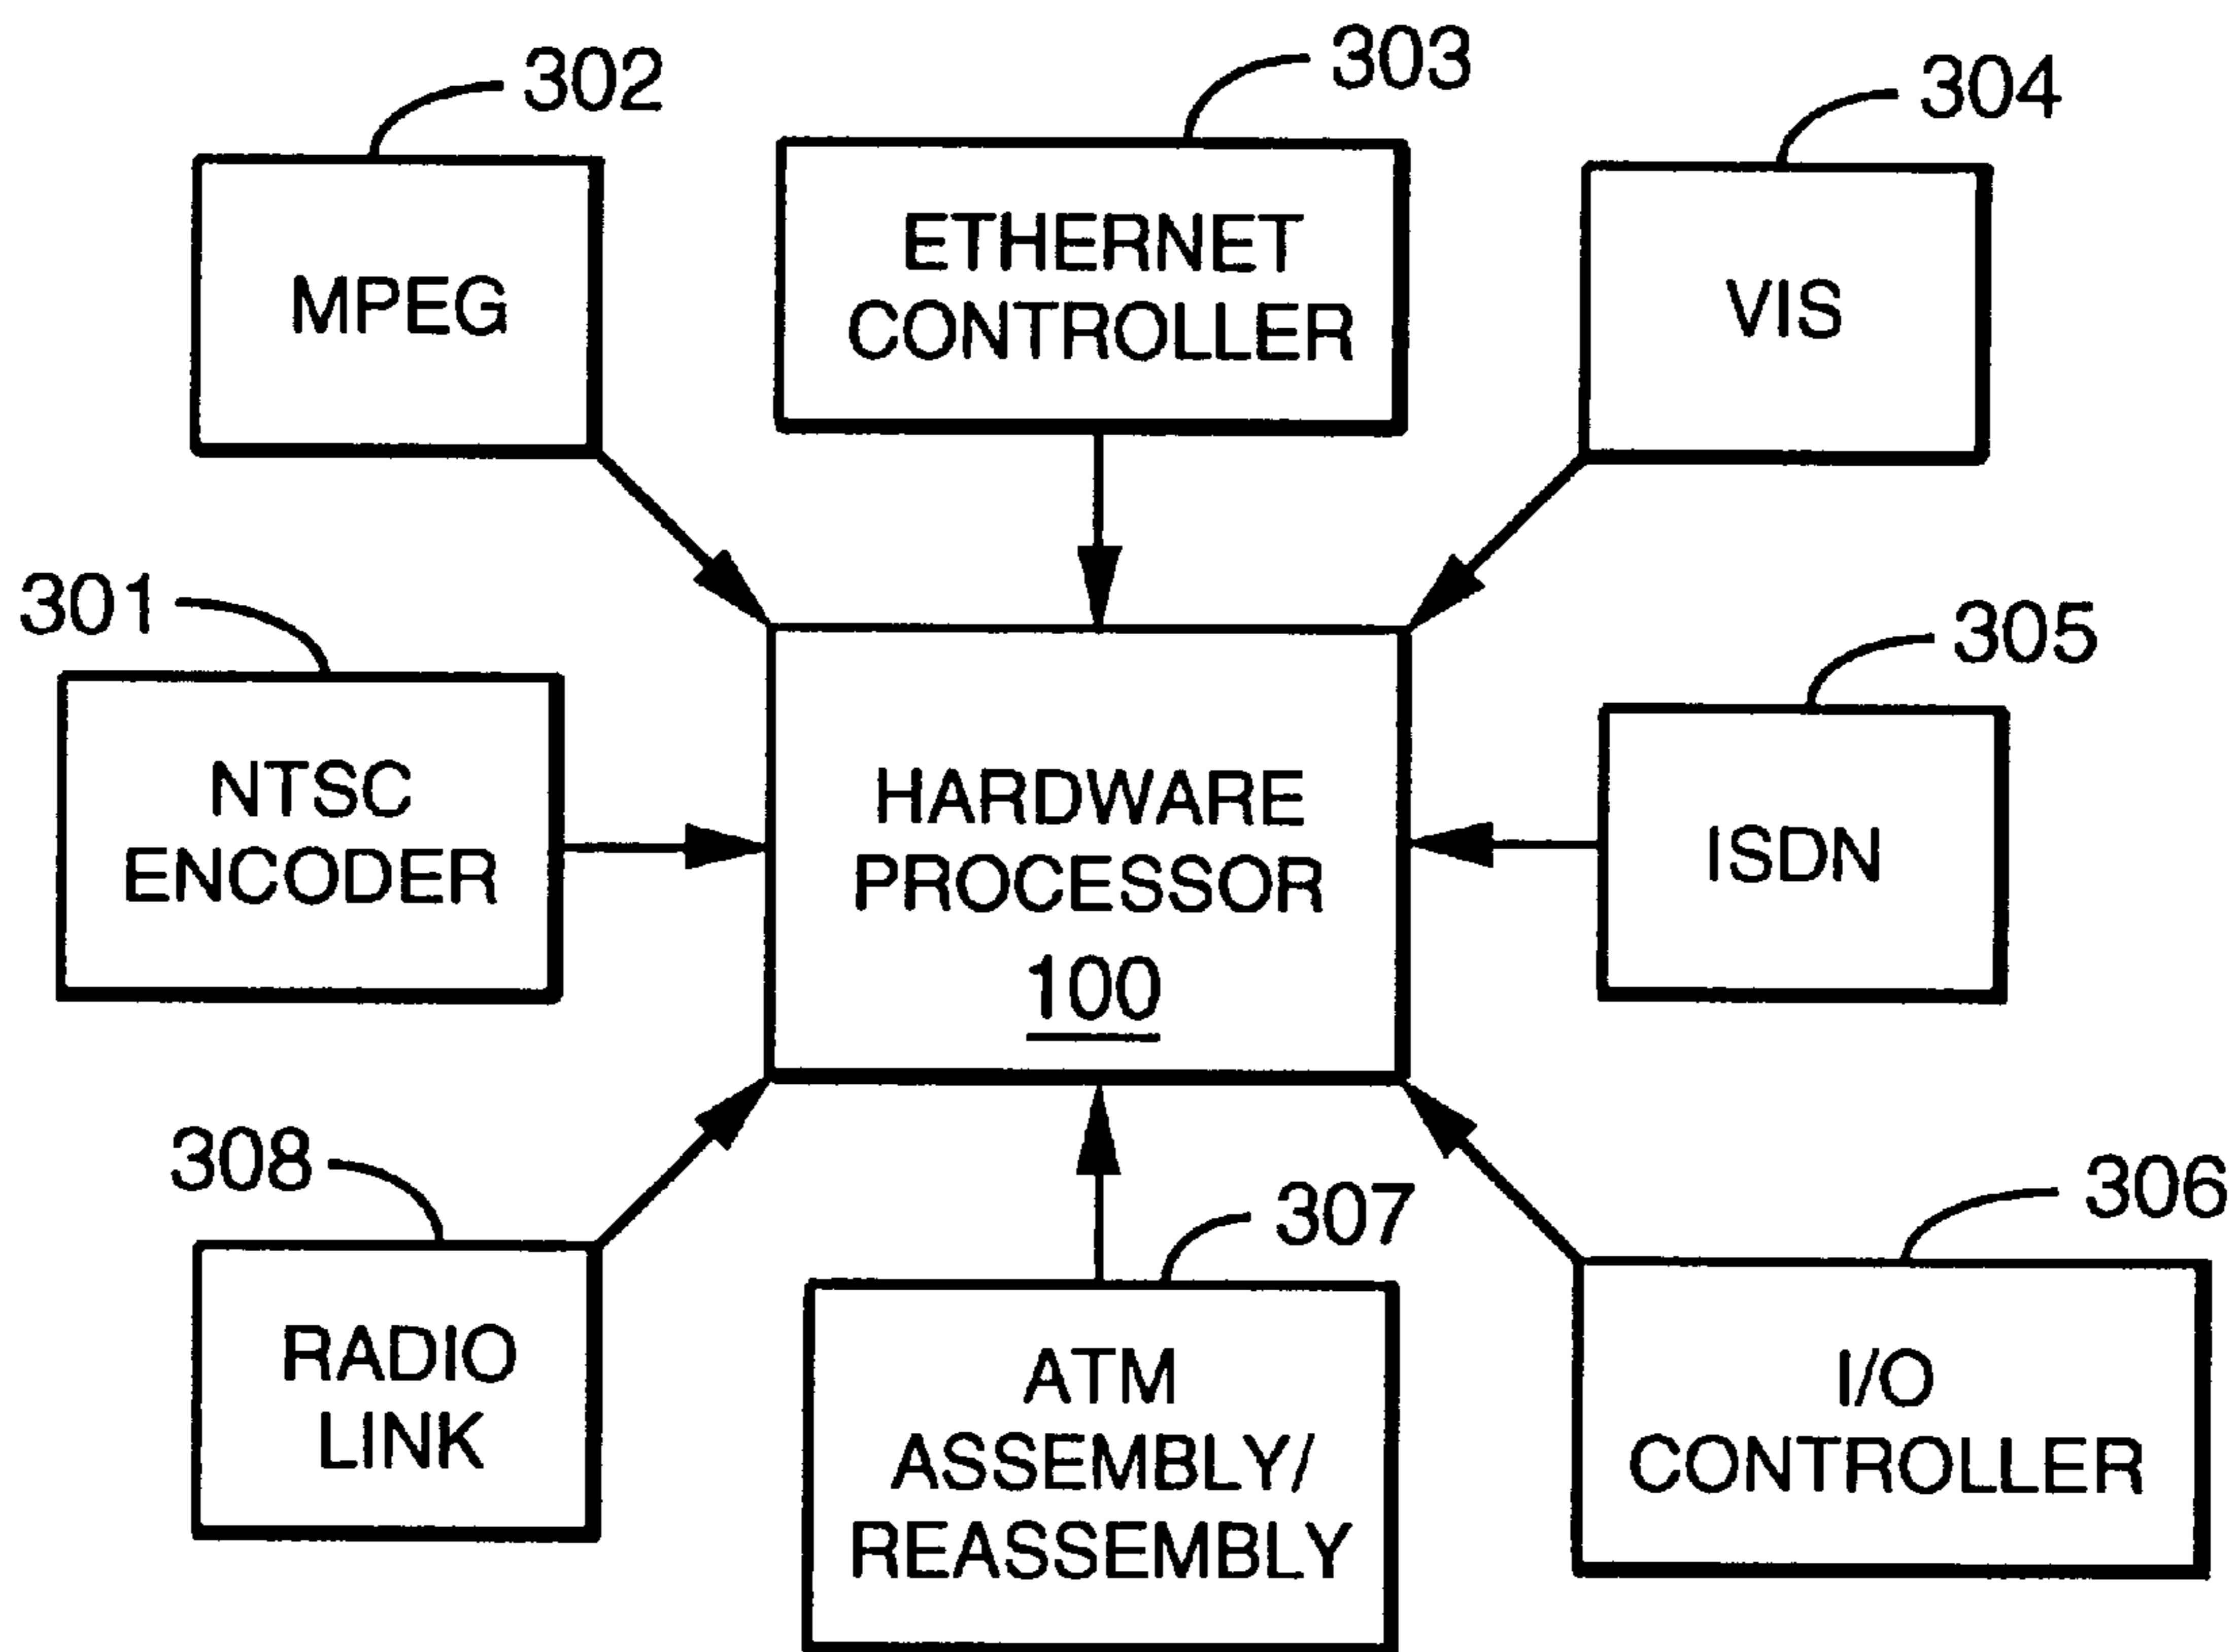 302
303
304
MPEG
ETHERNET
CONTROLLER
VIS
301
305
NTSC
ENCODER
HARDWARE
PROCESSOR
100
ISDN
308
307
306
RADIO
LINK
ATM
ASSEMBLY/
REASSEMBLY
I/O
CONTROLLER